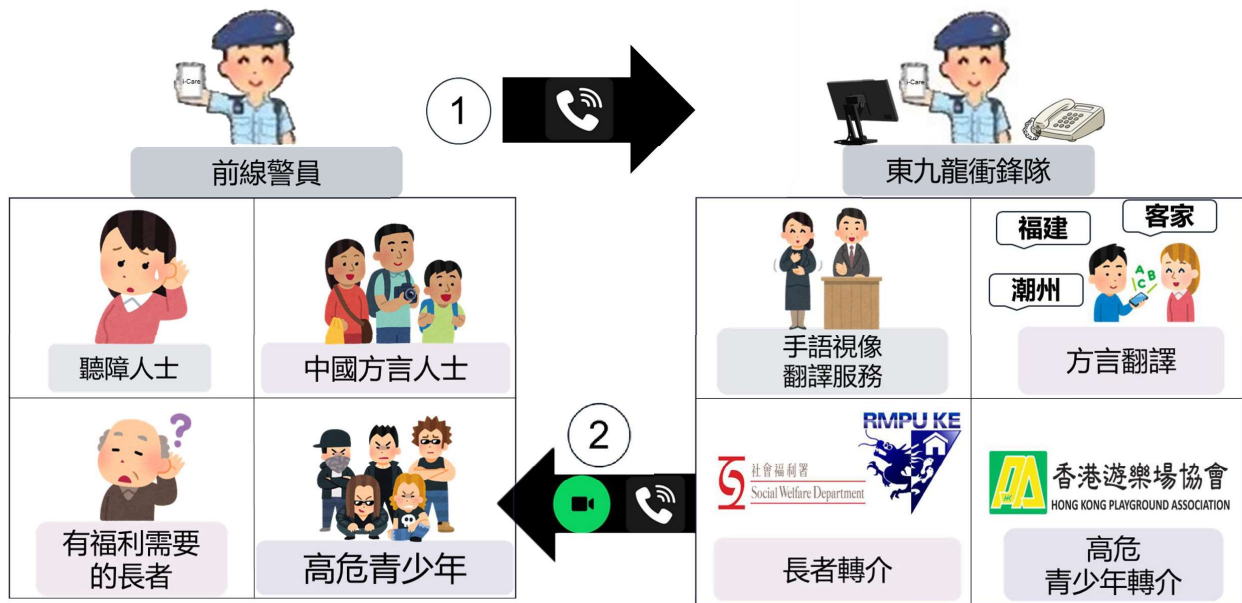 i-Care
1
i-Care
前線警員
東九龍衝鋒隊
聽障人士
中國方言人士
有福利需要
的長者
高危青少年
2
手語視像
翻譯服務
福建
客家
潮州
A
B
C
方言翻譯
社會福利署
Social Welfare Department
RMPU KE
長者轉介
香港遊樂場協會
HONG KONG PLAYGROUND ASSOCIATION
高危
青少年轉介